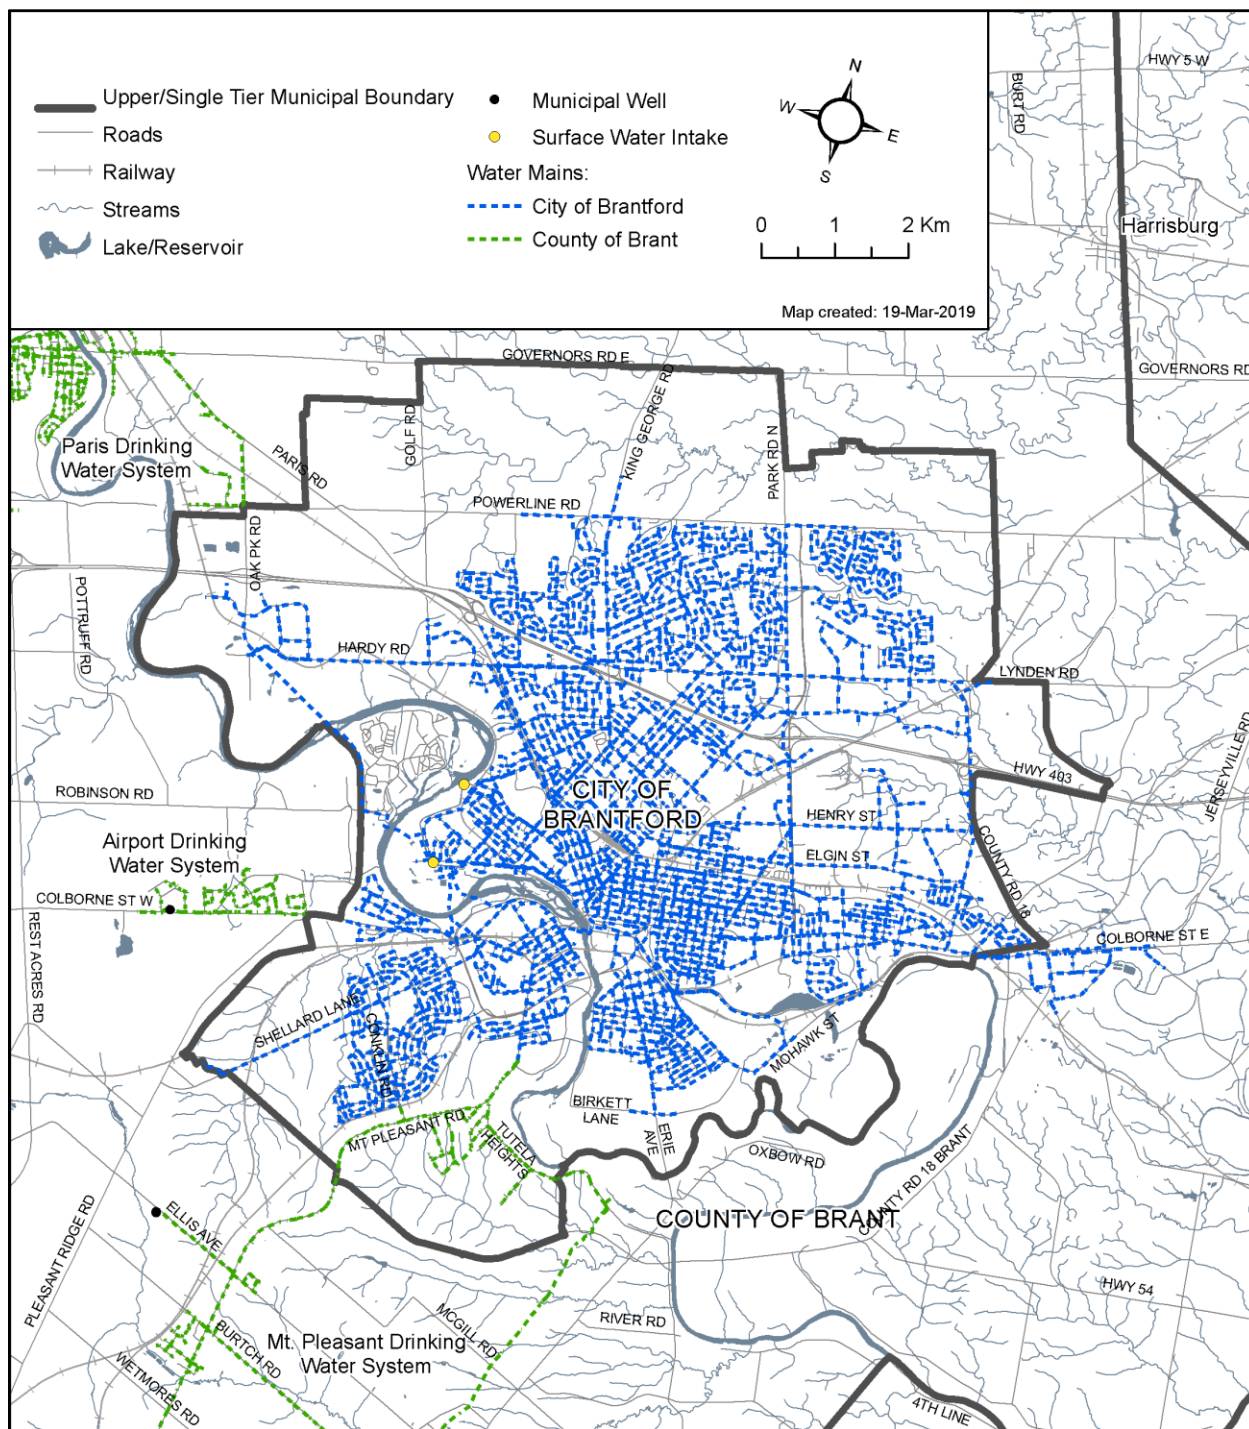 Upper/Single Tier Municipal Boundary
Roads
Railway
Streams
Lake/Reservoir
Municipal Well
Surface Water Intake
Water Mains:
City of Brantford
County of Brant
N
W
E
S
0 1 2 Km
Map created: 19-Mar-2019
HWY 5 W
BURT RD
Harrisburg
GOVERNORS RD E
GOVERNORS RD
KING GEORGE RD
GOLF RD
PARK RD N
Paris Drinking
Water System
PARIS RD
POWERLINE RD
OAK PK RD
POTTRUFF RD
HARDY RD
LYNDEN RD
JERSEYVILLE RD
HWY 403
ROBINSON RD
CITY OF
BRANTFORD
HENRY ST
Airport Drinking
Water System
ELGIN ST
COUNTY RD 18
COLBORNE ST W
REST ACRES RD
COLBORNE ST E
SHELLARD LANE
CONKLIN RD
MOHAWK ST
BIRKETT
LANE
MT PLEASANT RD
TUTELA
HEIGHTS
ERIE
AVE
OXBOW RD
COUNTY RD 18 BRANT
ELLIS AVE
PLEASANT RIDGE RD
COUNTY OF BRANT
HWY 54
MCGILL RD
RIVER RD
BURTCH RD
Mt. Pleasant Drinking
Water System
WETMORES RD
4TH LINE